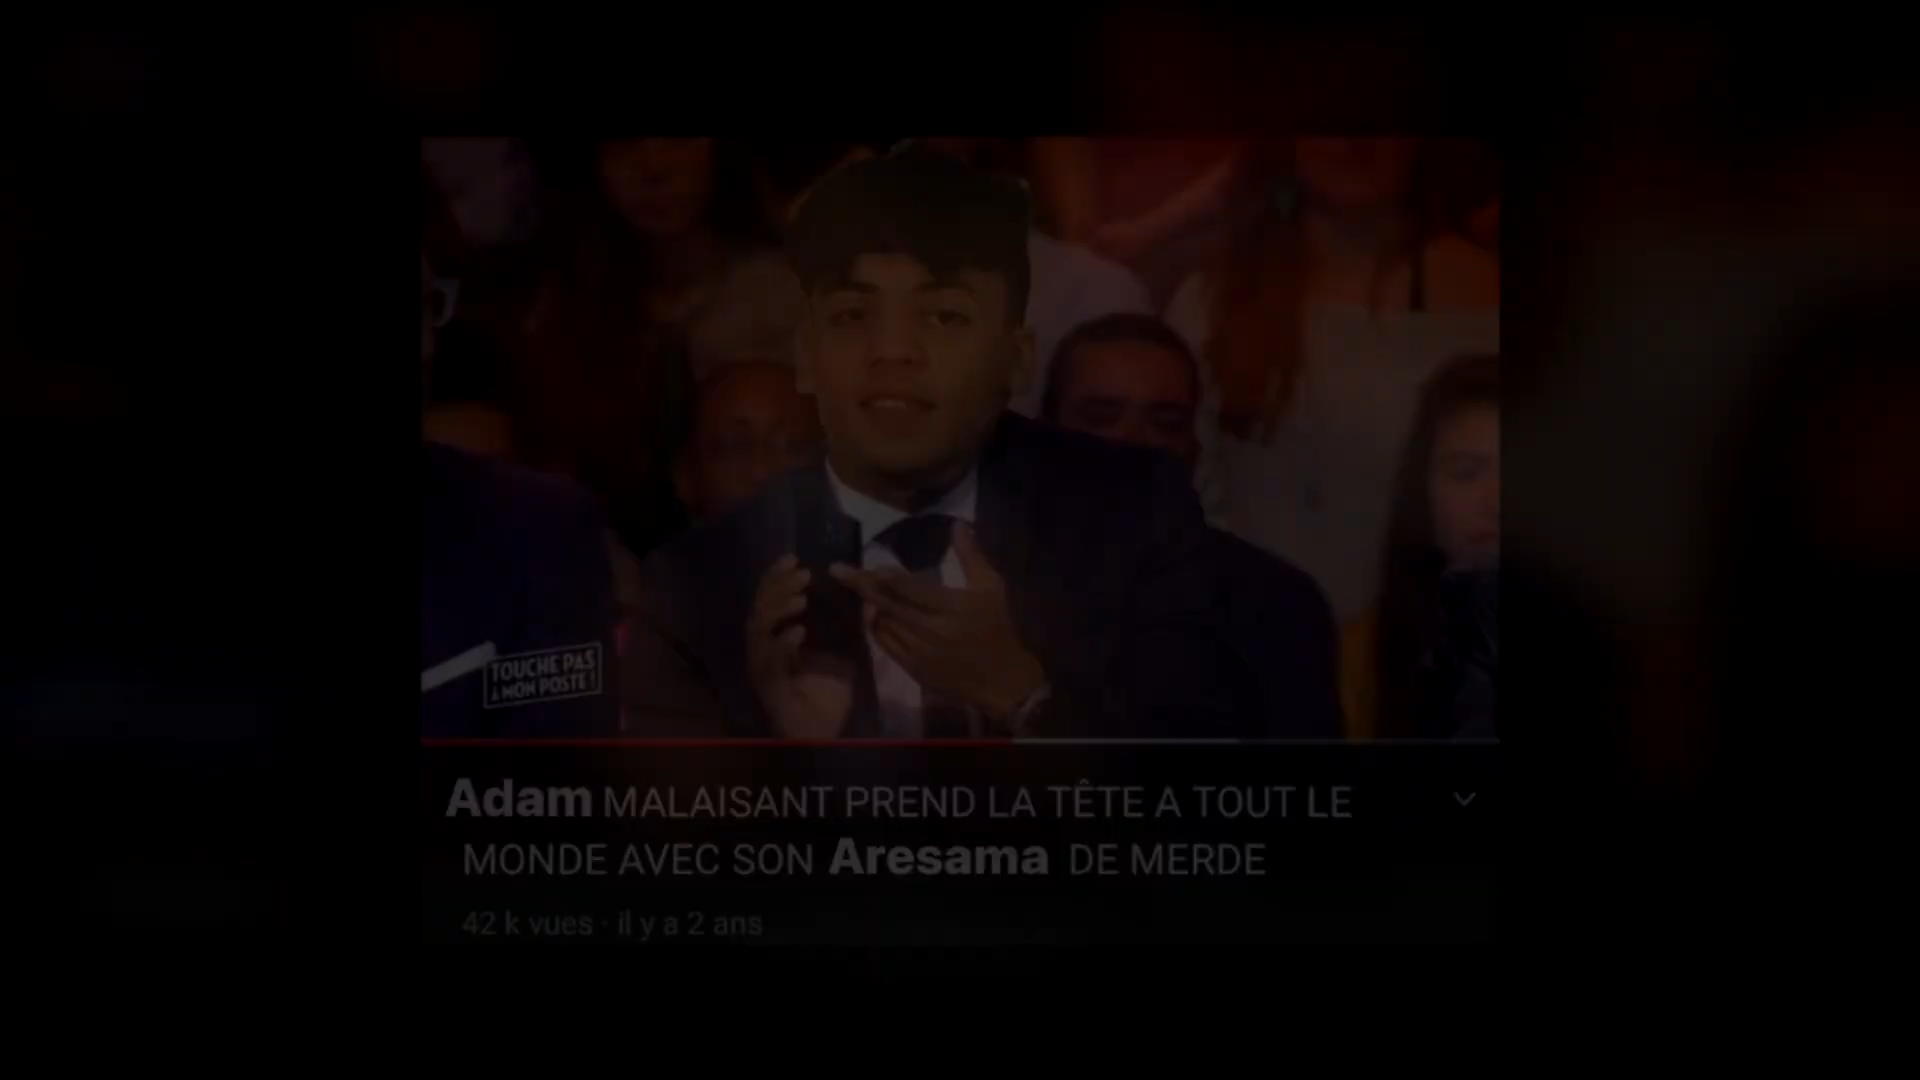 TOUCHE PAS
À MON POSTE !
Adam MALAISANT PREND LA TÊTE A TOUT LE
MONDE AVEC SON Aresama DE MERDE
42 k vues · il y a 2 ans